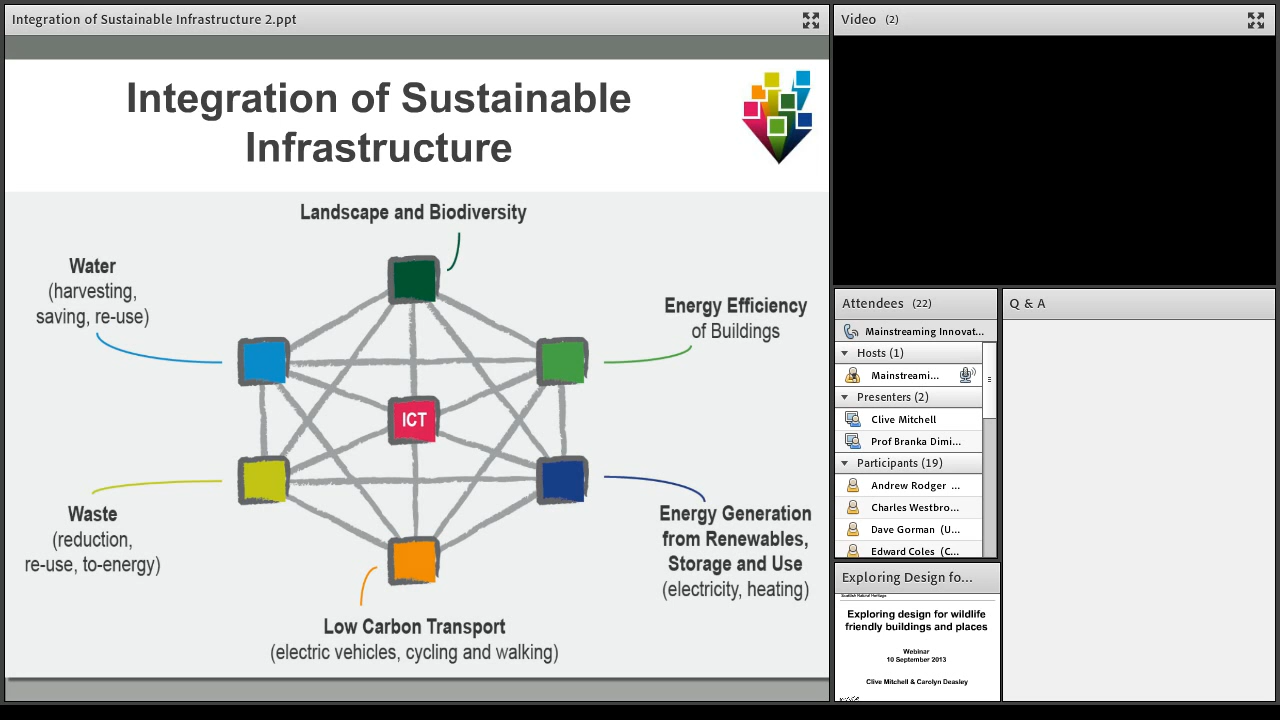 Integration of Sustainable Infrastructure 2.ppt
Integration of Sustainable
Infrastructure
Landscape and Biodiversity
Water
(harvesting,
saving, re-use)
Energy Efficiency
of Buildings
ICT
Waste
(reduction,
re-use, to-energy)
Energy Generation
from Renewables,
Storage and Use
(electricity, heating)
Low Carbon Transport
(electric vehicles, cycling and walking)
Video (2)
Attendees (22)
Mainstreaming Innovat...
Hosts (1)
Mainstreami...
Presenters (2)
Clive Mitchell
Prof Branka Dimi...
Participants (19)
Andrew Rodger ...
Charles Westbro...
Dave Gorman (U...
Edward Coles (C...
Exploring Design fo...
Scottish Natural Heritage
Exploring design for wildlife
friendly buildings and places
Webinar
10 September 2013
Clive Mitchell & Carolyn Deasley
Q & A